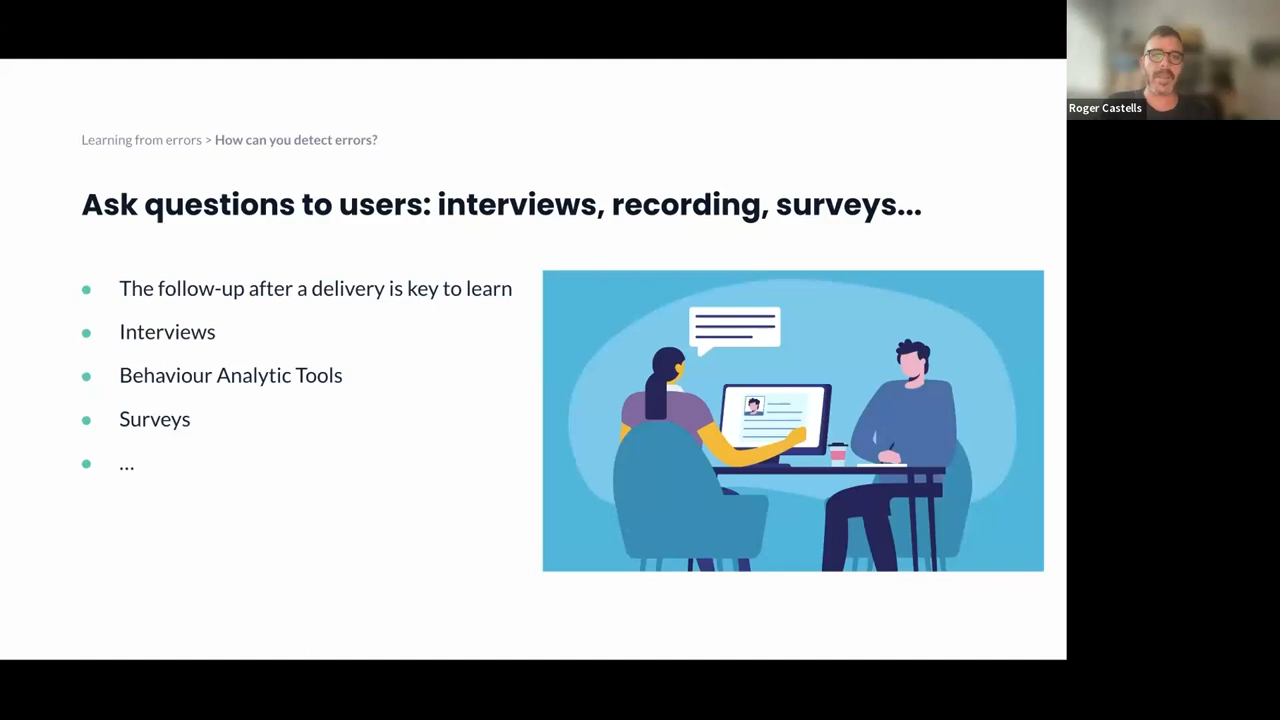 Roger Castells
Learning from errors > How can you detect errors?
Ask questions to users: interviews, recording, surveys...
The follow-up after a delivery is key to learn
Interviews
Behaviour Analytic Tools
Surveys
...